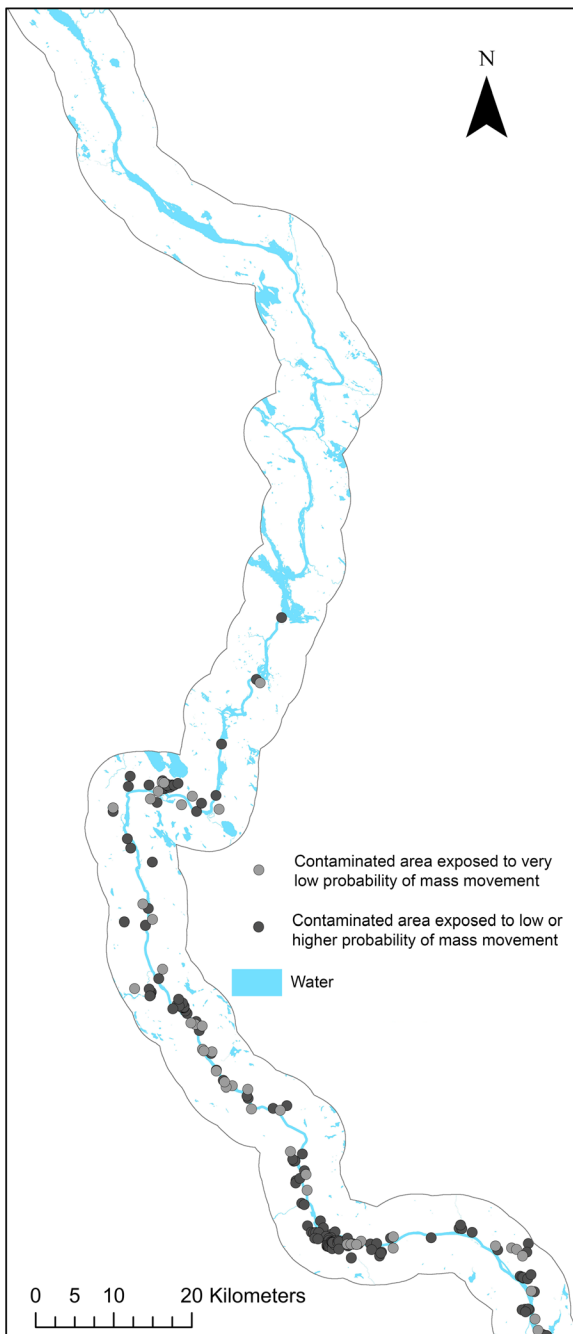 N
Contaminated area exposed to very
low probability of mass movement
Contaminated area exposed to low or
higher probability of mass movement
Water
0 5 10 20 Kilometers